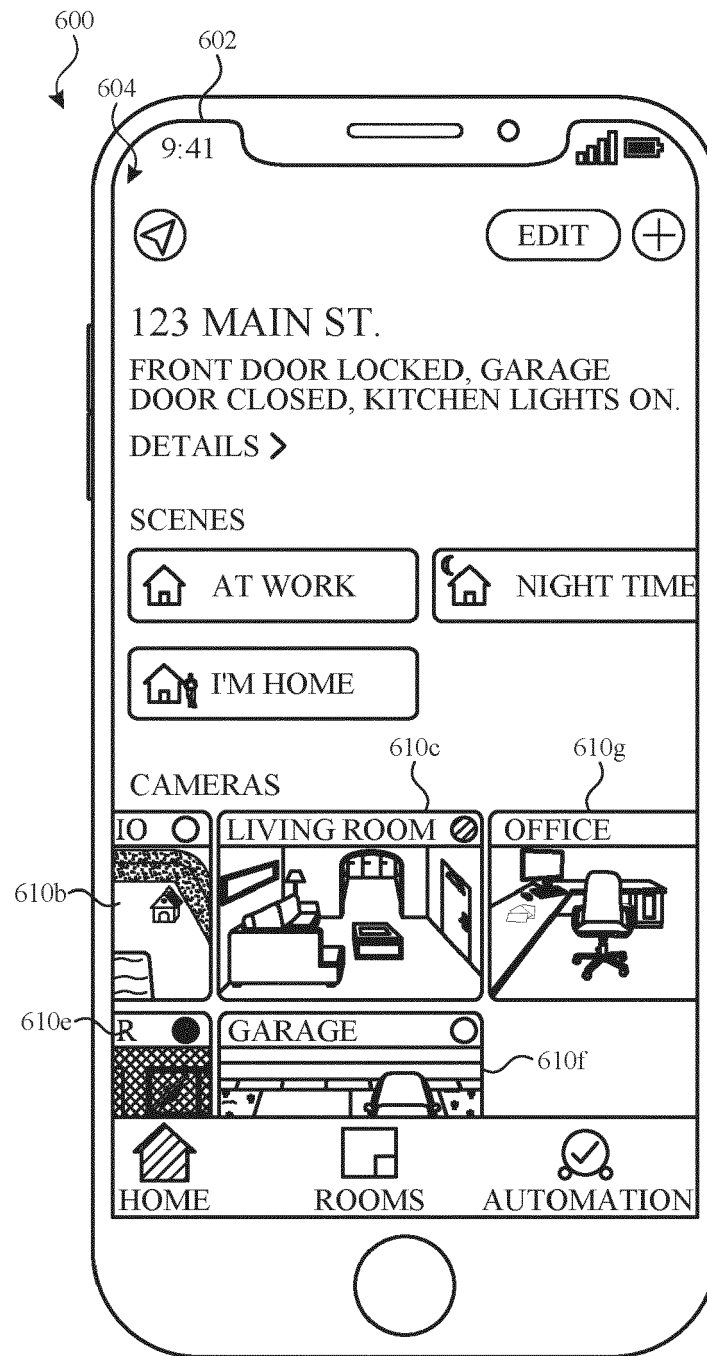 600
602
604
9:41
EDIT
123 MAIN ST.
FRONT DOOR LOCKED, GARAGE
DOOR CLOSED, KITCHEN LIGHTS ON.
DETAILS >
SCENES
AT WORK
NIGHT TIME
I'M HOME
610c
610g
CAMERAS
IO
LIVING ROOM
OFFICE
610b
610e
R
GARAGE
610f
HOME
ROOMS
AUTOMATION